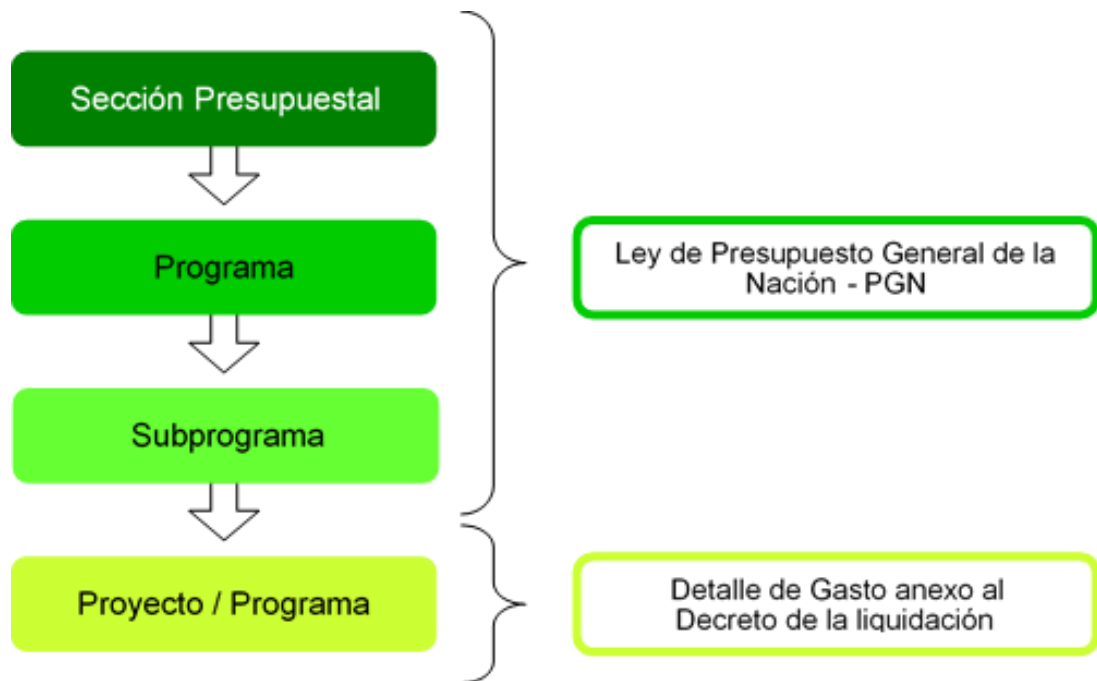 Sección Presupuestal
Programa
Ley de Presupuesto General de la
Nación - PGN
Subprograma
Proyecto / Programa
Detalle de Gasto anexo al
Decreto de la liquidación